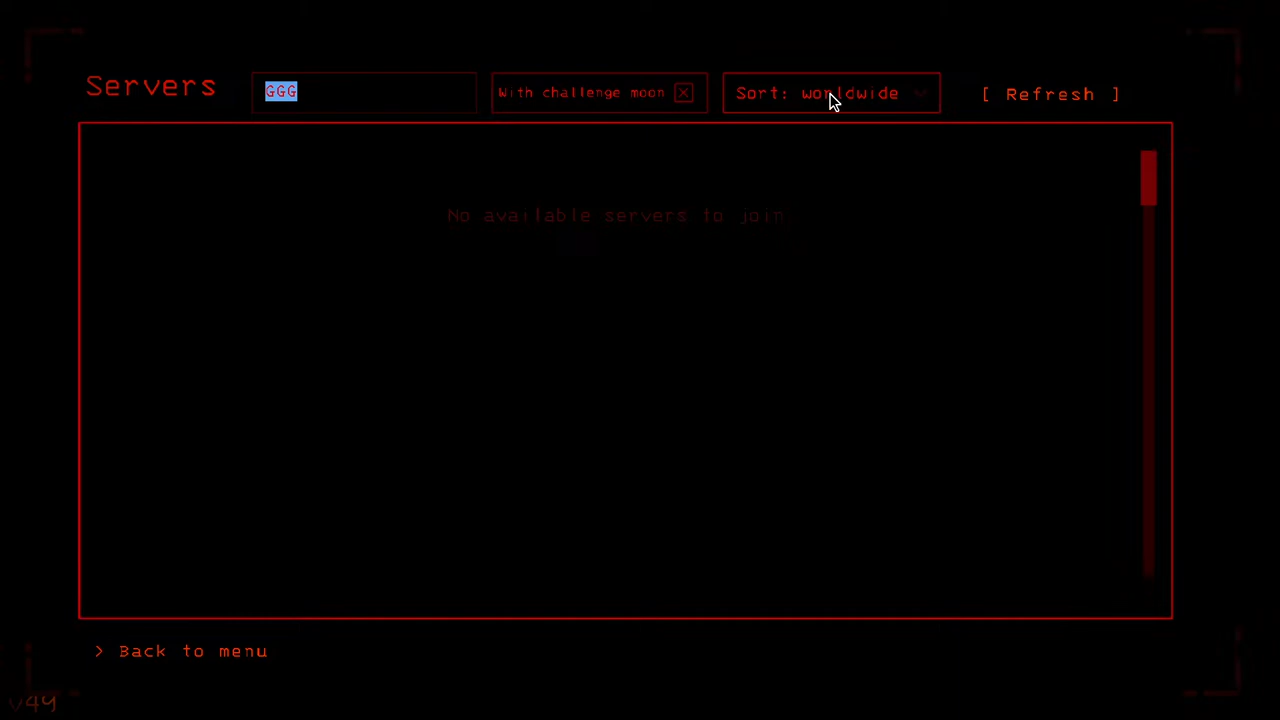 Servers
GGG
With challenge moon
Sort: worldwide
[ Refresh ]
No available servers to join
> Back to menu
v49